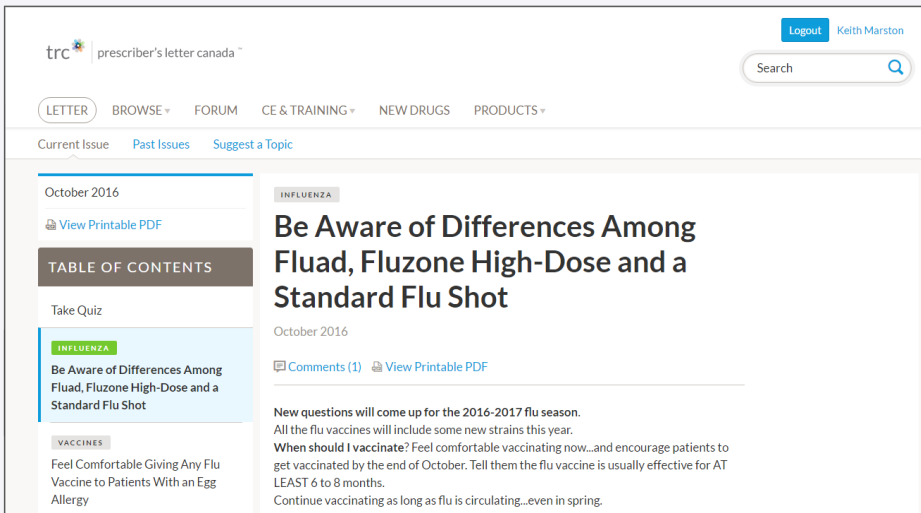 Logout Keith Marston
trc prescriber's letter canada ™
Search
LETTER BROWSE FORUM CE & TRAINING NEW DRUGS PRODUCTS
Current Issue Past Issues Suggest a Topic
October 2016
View Printable PDF
TABLE OF CONTENTS
Take Quiz
INFLUENZA
Be Aware of Differences Among
Fluad, Fluzone High-Dose and a
Standard Flu Shot
VACCINES
Feel Comfortable Giving Any Flu
Vaccine to Patients With an Egg
Allergy
INFLUENZA
Be Aware of Differences Among
Fluad, Fluzone High-Dose and a
Standard Flu Shot
October 2016
Comments (1) View Printable PDF
New questions will come up for the 2016-2017 flu season.
All the flu vaccines will include some new strains this year.
When should I vaccinate? Feel comfortable vaccinating now...and encourage patients to
get vaccinated by the end of October. Tell them the flu vaccine is usually effective for AT
LEAST 6 to 8 months.
Continue vaccinating as long as flu is circulating...even in spring.